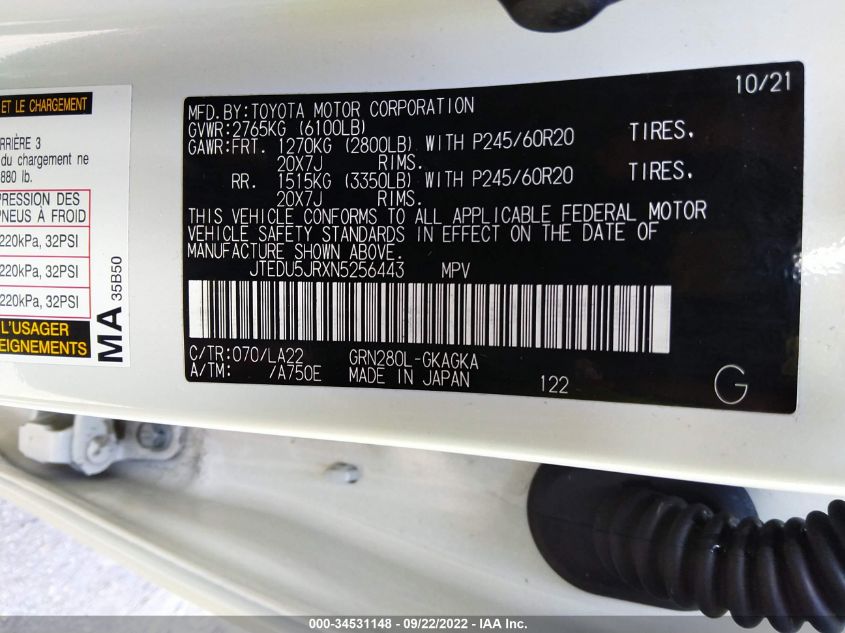 ET LE CHARGEMENT
RRIÈRE 3
du chargement ne
880 lb.
PRESSION DES
PNEUS À FROID
220kPa, 32PSI
220kPa, 32PSI
220kPa, 32PSI
L'USAGER
EIGNEMENTS
MA 35B50
10/21
MFD.BY:TOYOTA MOTOR CORPORATION
GVWR:2765KG (6100LB)
GAWR:FRT. 1270KG (2800LB) WITH P245/60R20 TIRES,
20X7J RIMS.
RR. 1515KG (3350LB) WITH P245/60R20 TIRES,
20X7J RIMS.
THIS VEHICLE CONFORMS TO ALL APPLICABLE FEDERAL MOTOR
VEHICLE SAFETY STANDARDS IN EFFECT ON THE DATE OF
MANUFACTURE SHOWN ABOVE.
JTEDU5JRXN5256443 MPV
C/TR:070/LA22 GRN280L-GKAGKA
A/TM: /A750E MADE IN JAPAN 122 G
000-34531148 - 09/22/2022 - IAA Inc.